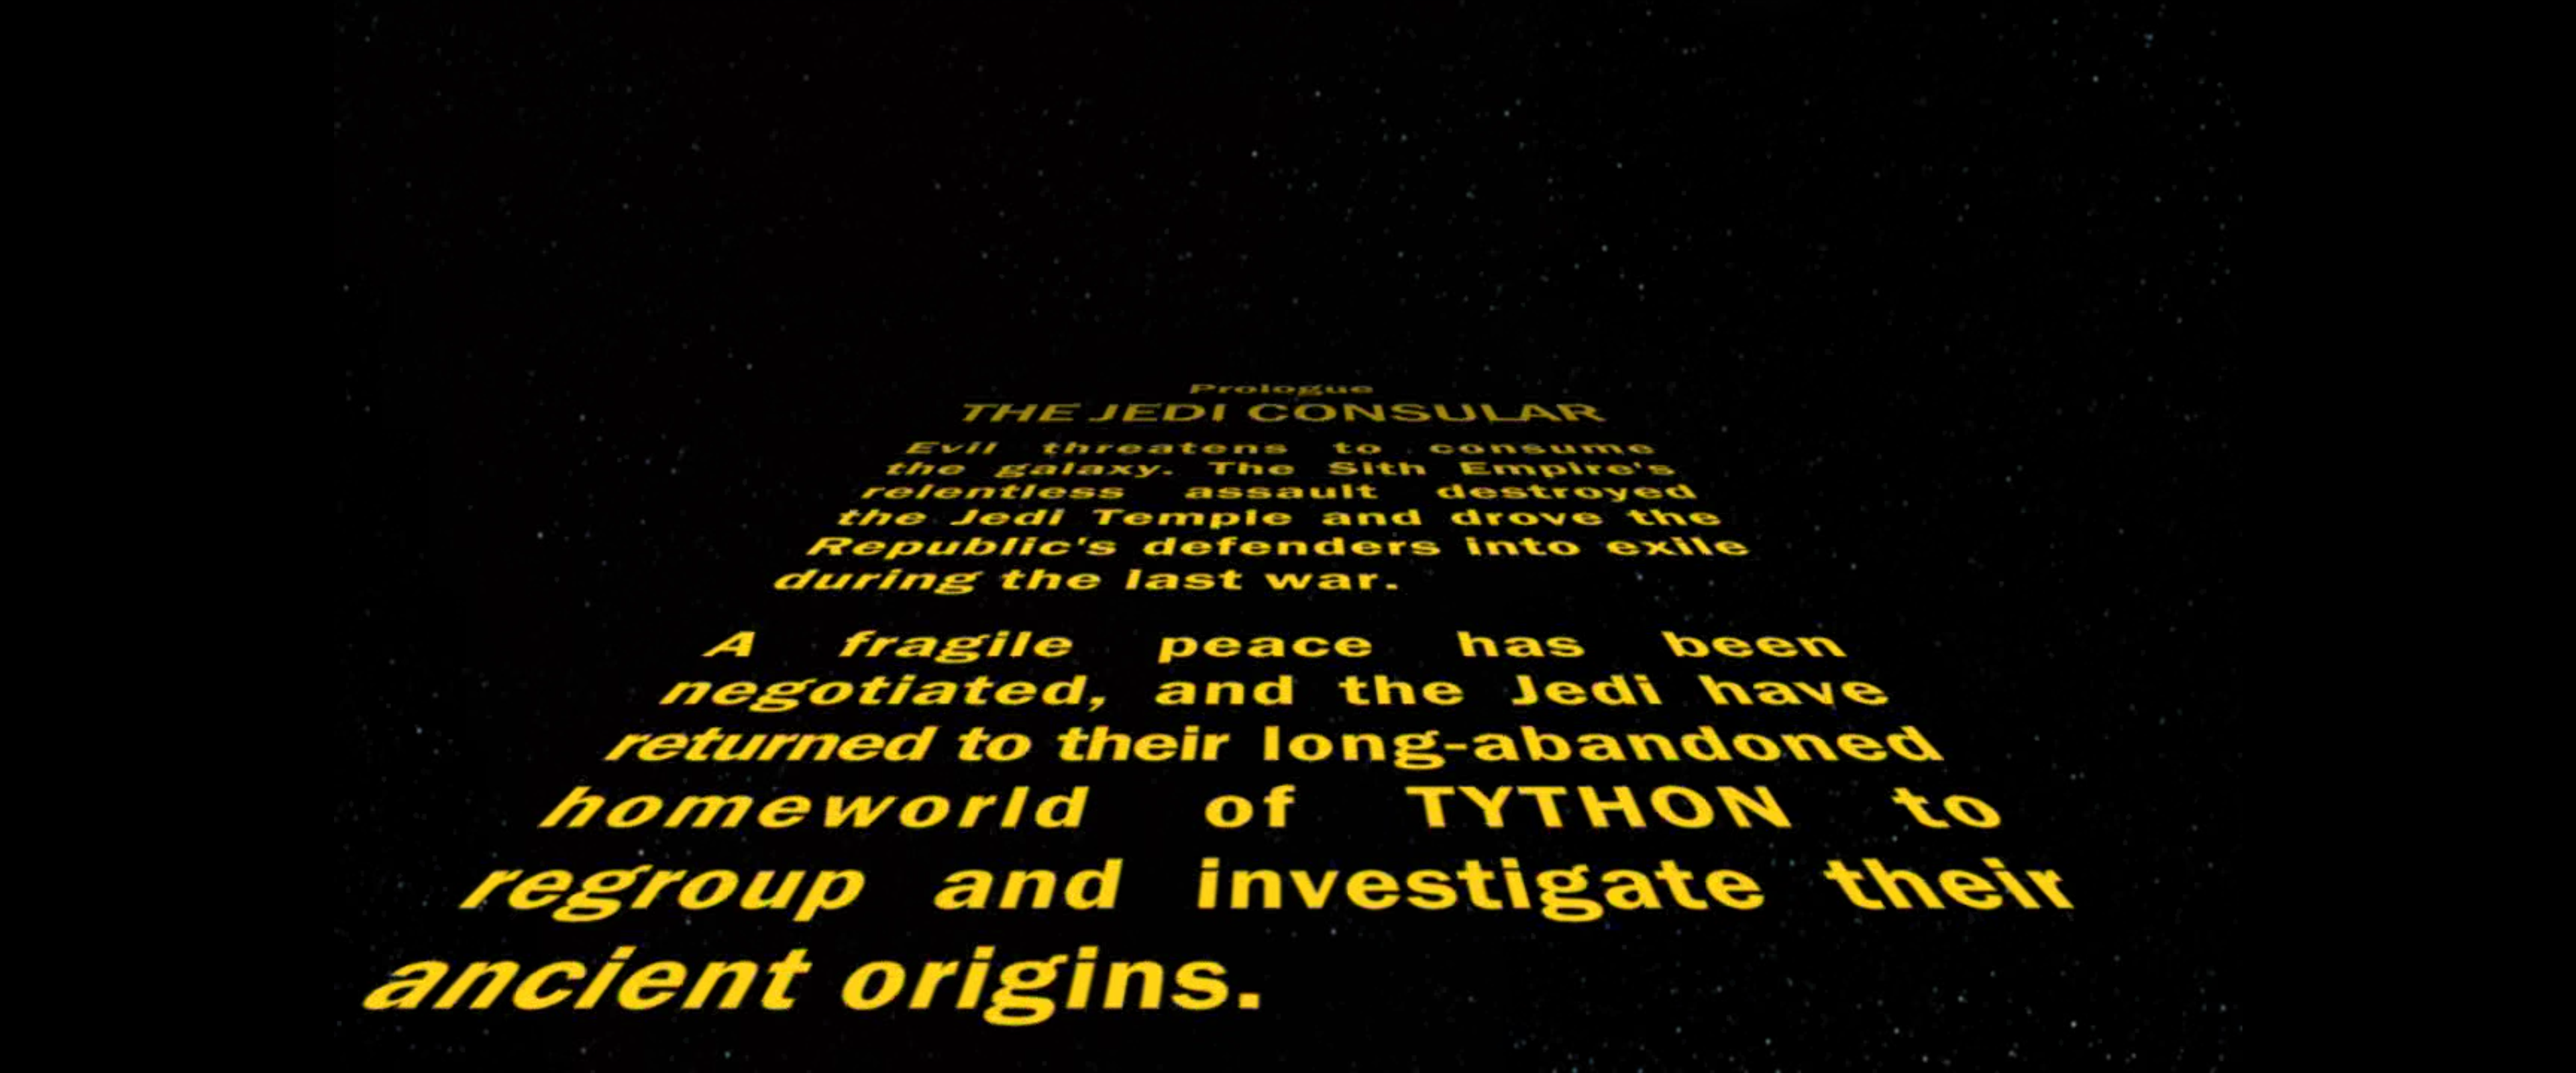 Prologue
THE JEDI CONSULAR
Evil threatens to consume
the galaxy. The Sith Empire's
relentless assault destroyed
the Jedi Temple and drove the
Republic's defenders into exile
during the last war.
A fragile peace has been
negotiated, and the Jedi have
returned to their long-abandoned
homeworld of TYTHON to
regroup and investigate their
ancient origins.